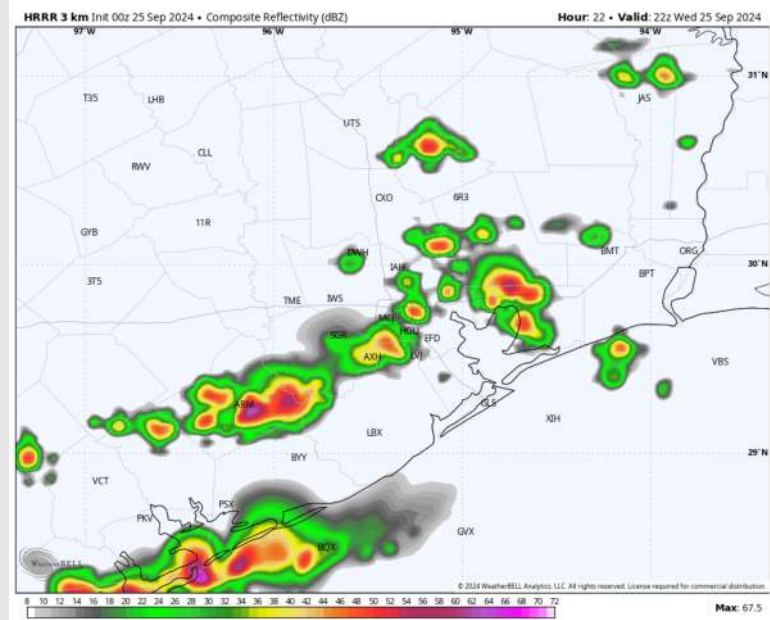 HRRR 3 km Init 00z 25 Sep 2024 • Composite Reflectivity (dBZ)
Hour: 22 • Valid: 22z Wed 25 Sep 2024
97°W 96°W 95°W 94°W
31°N
T35 LHB JAS
UTS
CLL
RWV
CXO 6R3
11R
GYB
BMT ORG
DWH
30°N
IAH
BPT
3T5
TME IWS
MCJ
SGR HOU EFD
AXH LVJ
VBS
ARM GLS
XIH
LBX
29°N
BYY
VCT
PSX
PKV
GVX
BQX
WeatherBELL
© 2024 WeatherBELL Analytics, LLC. All rights reserved. License required for commercial distribution.
8 10 12 14 16 18 20 22 24 26 28 30 32 34 36 38 40 42 44 46 48 50 52 54 56 58 60 62 64 66 68 70 72
Max: 67.5